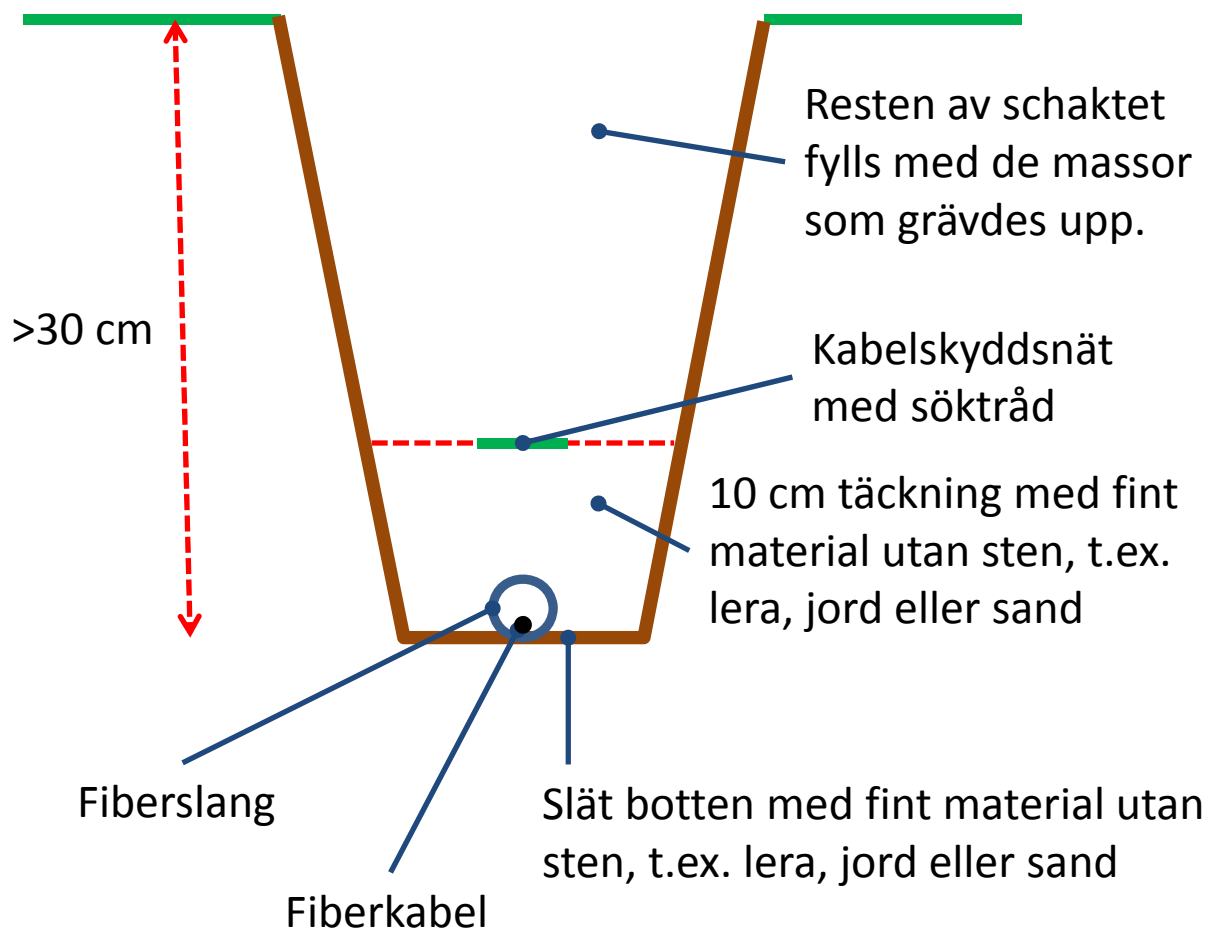 Resten av schaktet
fylls med de massor
som grävdes upp.
>30 cm
Kabelskyddsnät
med söktråd
10 cm täckning med fint
material utan sten, t.ex.
lera, jord eller sand
Fiberslang
Slät botten med fint material utan
sten, t.ex. lera, jord eller sand
Fiberkabel